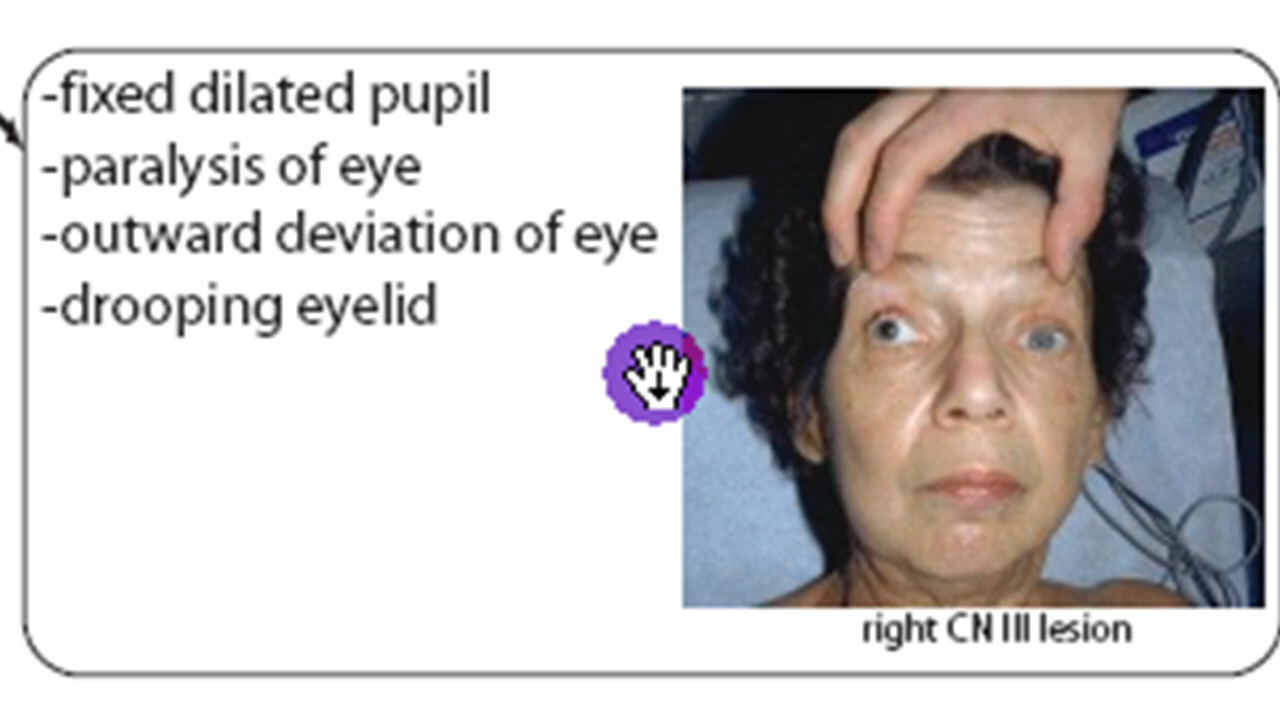 -fixed dilated pupil
-paralysis of eye
-outward deviation of eye
-drooping eyelid
right CN III lesion